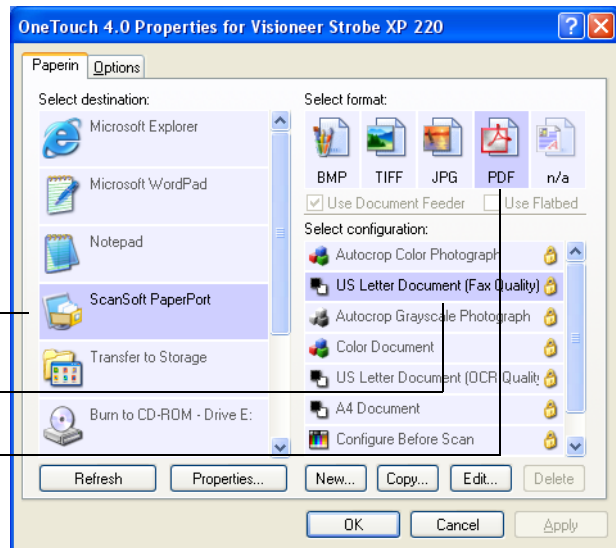 OneTouch 4.0 Properties for Visioneer Strobe XP 220
Paperin Options
Select destination:
Microsoft Explorer
Microsoft WordPad
Notepad
ScanSoft PaperPort
Transfer to Storage
Burn to CD-ROM - Drive E:
Refresh Properties...
Select format:
BMP TIFF JPG PDF n/a
Use Document Feeder Use Flatbed
Select configuration:
Autocrop Color Photograph
US Letter Document (Fax Quality)
Autocrop Grayscale Photograph
Color Document
US Letter Document (OCR Quality
A4 Document
Configure Before Scan
New... Copy... Edit... Delete
OK Cancel Apply